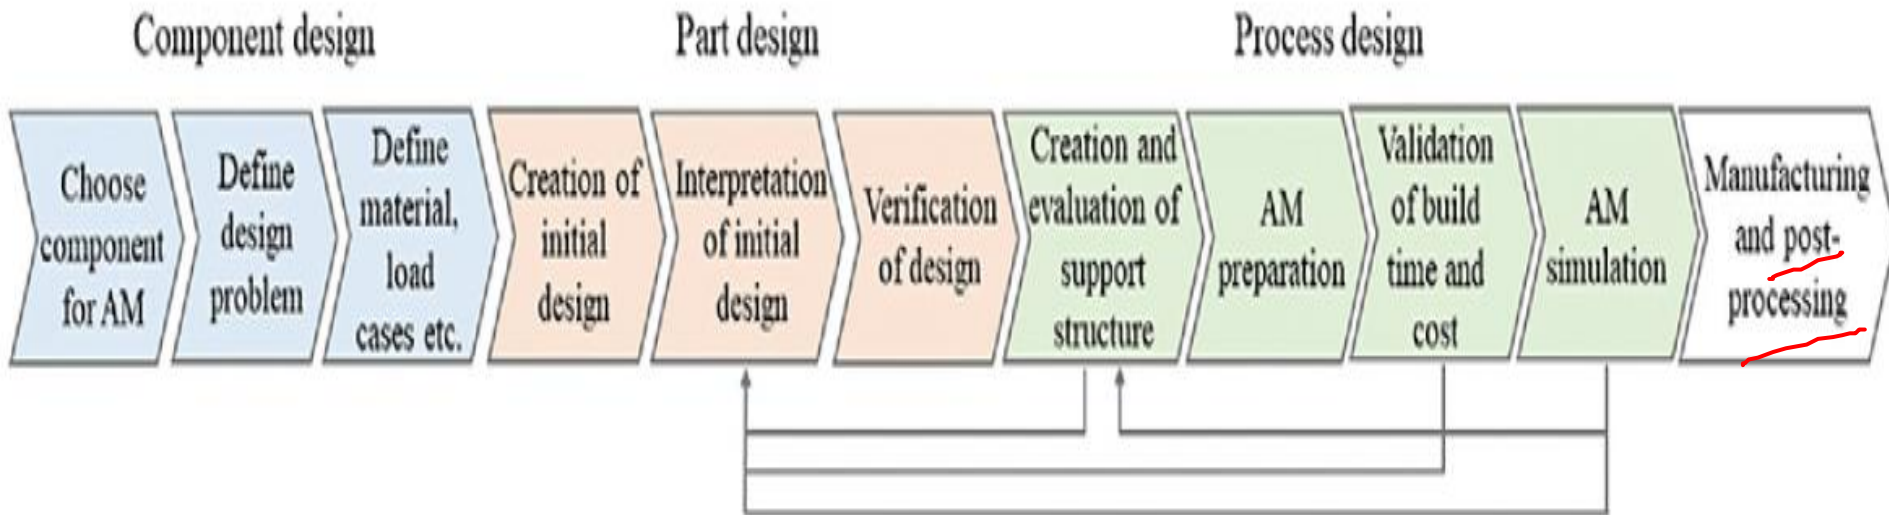 Component design
Part design
Process design
Choose
component
for AM
Define
design
problem
Define
material,
load
cases etc.
Creation of
initial
design
Interpretation
of initial
design
Verification
of design
Creation and
evaluation of
support
structure
AM
preparation
Validation
of build
time and
cost
AM
simulation
Manufacturing
and post-
processing